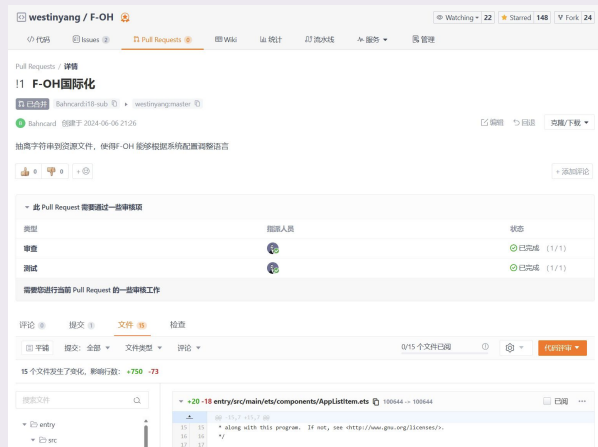 westinyang / F-OH
Watching 22 Starred 148 Fork 24
代码 Issues 2 Pull Requests 0 Wiki 统计 流水线 服务 管理
Pull Requests / 详情
!1 F-OH国际化
已合并 Bahncard:i18-sub westinyang:master
B Bahncard 创建于 2024-06-06 21:26 编辑 回退 克隆/下载
抽离字符串到资源文件，使得F-OH 能够根据系统配置调整语言
0 0 + + 添加评论
此 Pull Request 需要通过一些审核项
类型 指派人员 状态
审查 已完成 (1/1)
测试 已完成 (1/1)
需要您进行当前 Pull Request 的一些审核工作
评论 0 提交 1 文件 15 检查
平铺 提交: 全部 文件类型 评论 0/15 个文件已阅 代码评审
15 个文件发生了变化，影响行数: +750 -73
搜索文件 +20 -18 entry/src/main/ets/components/AppListItem.ets 100644 -> 100644 已阅 ...
entry
15 15 * along with this program. If not, see <http://www.gnu.org/licenses/>.
src 16 16 */
17 17